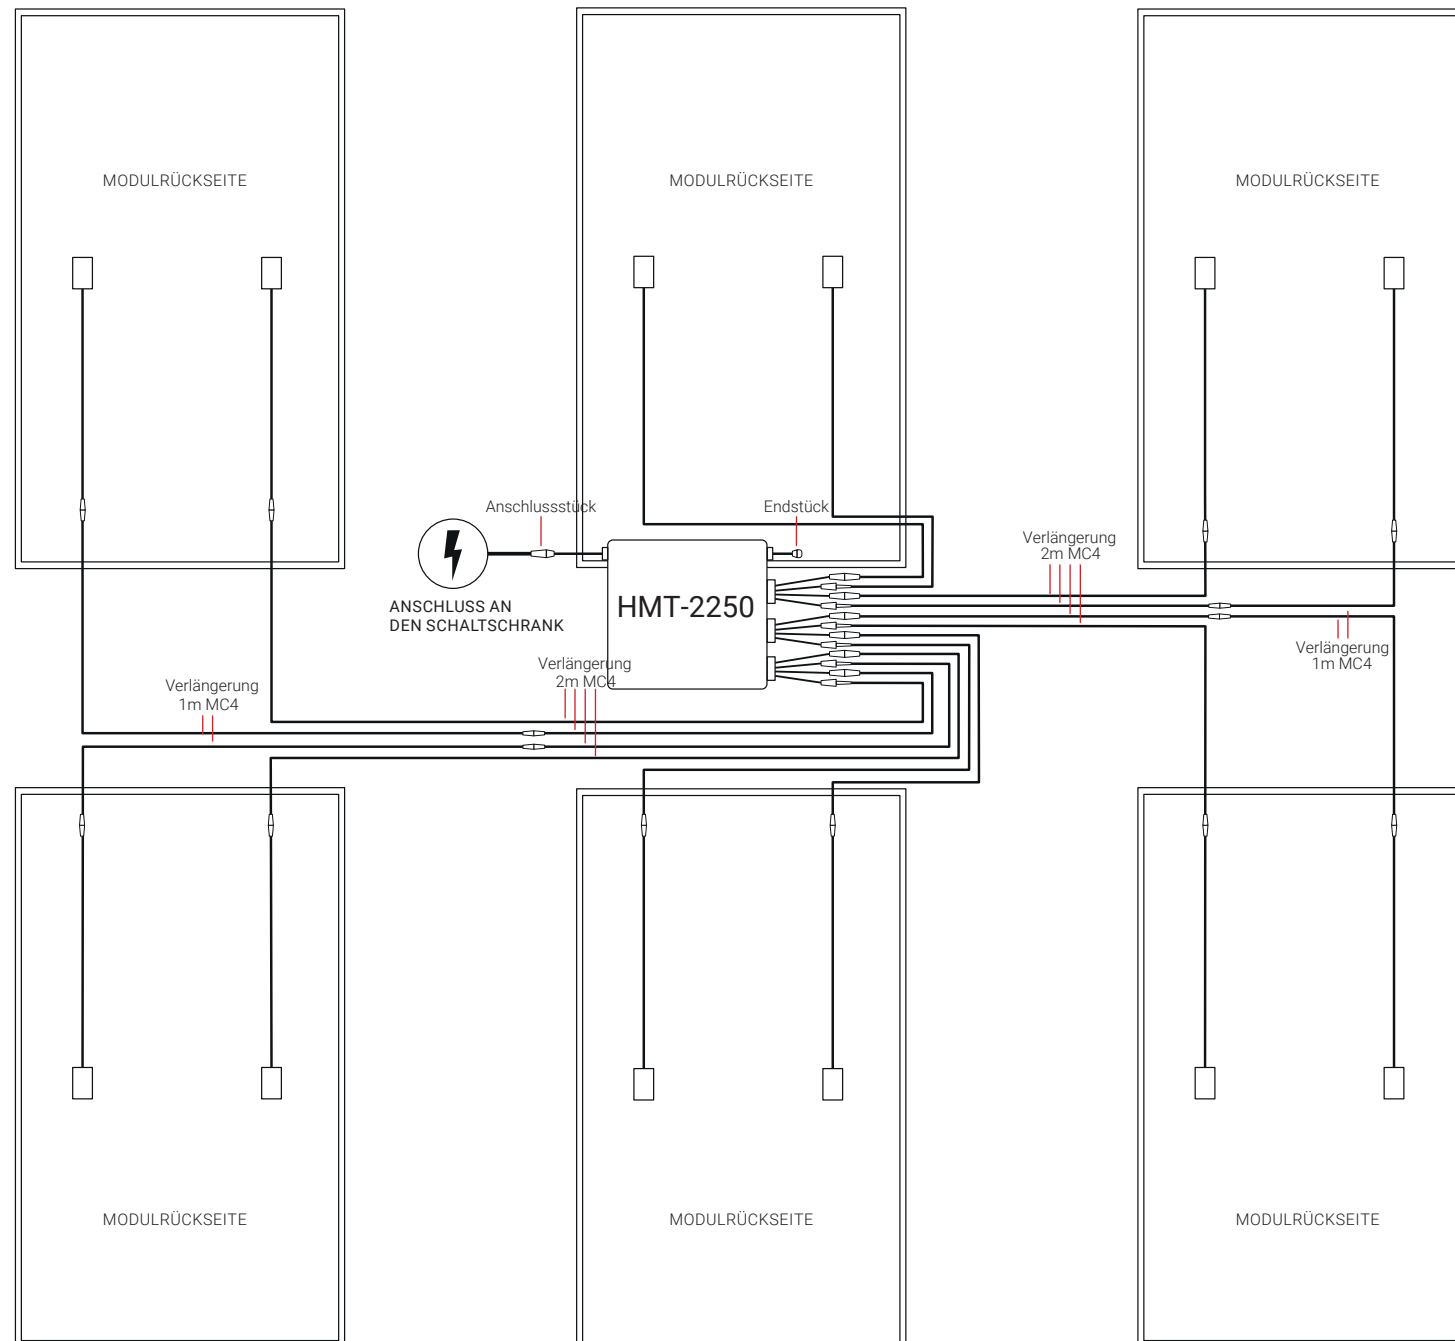 MODULRÜCKSEITE
MODULRÜCKSEITE
MODULRÜCKSEITE
Anschlussstück
Endstück
ANSCHLUSS AN
DEN SCHALTSCHRANK
HMT-2250
Verlängerung
2m MC4
Verlängerung
1m MC4
Verlängerung
2m MC4
Verlängerung
1m MC4
MODULRÜCKSEITE
MODULRÜCKSEITE
MODULRÜCKSEITE